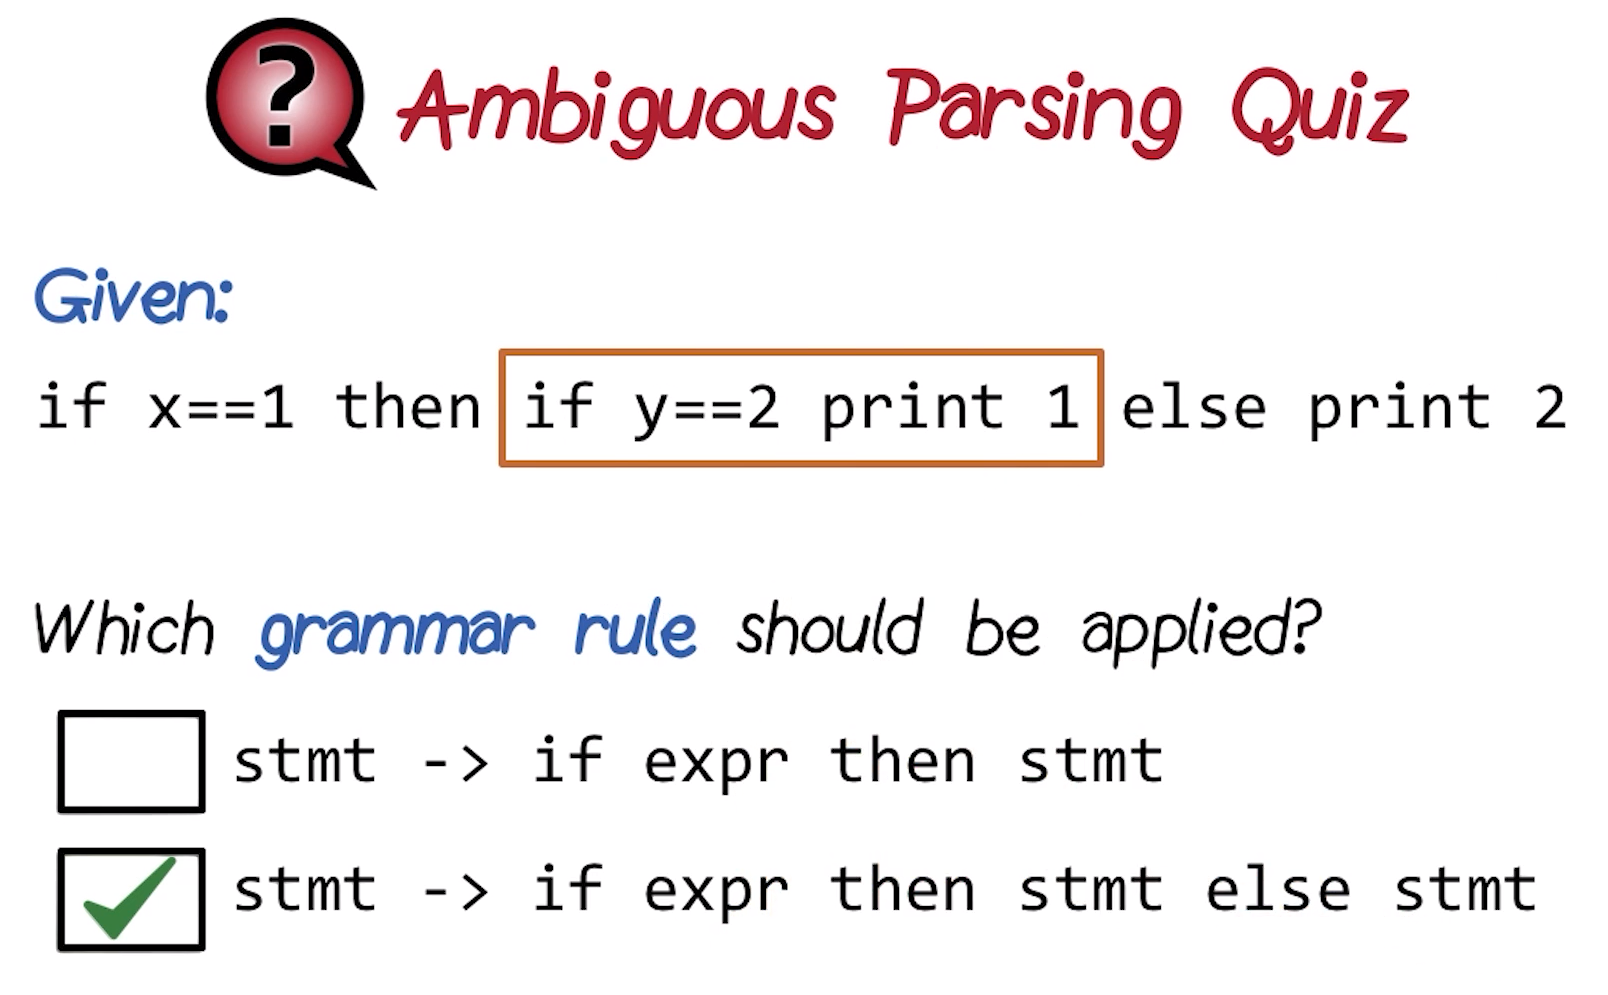 ? Ambiguous Parsing Quiz
Given:
if x==1 then if y==2 print 1 else print 2
Which grammar rule should be applied?
stmt -> if expr then stmt
stmt -> if expr then stmt else stmt